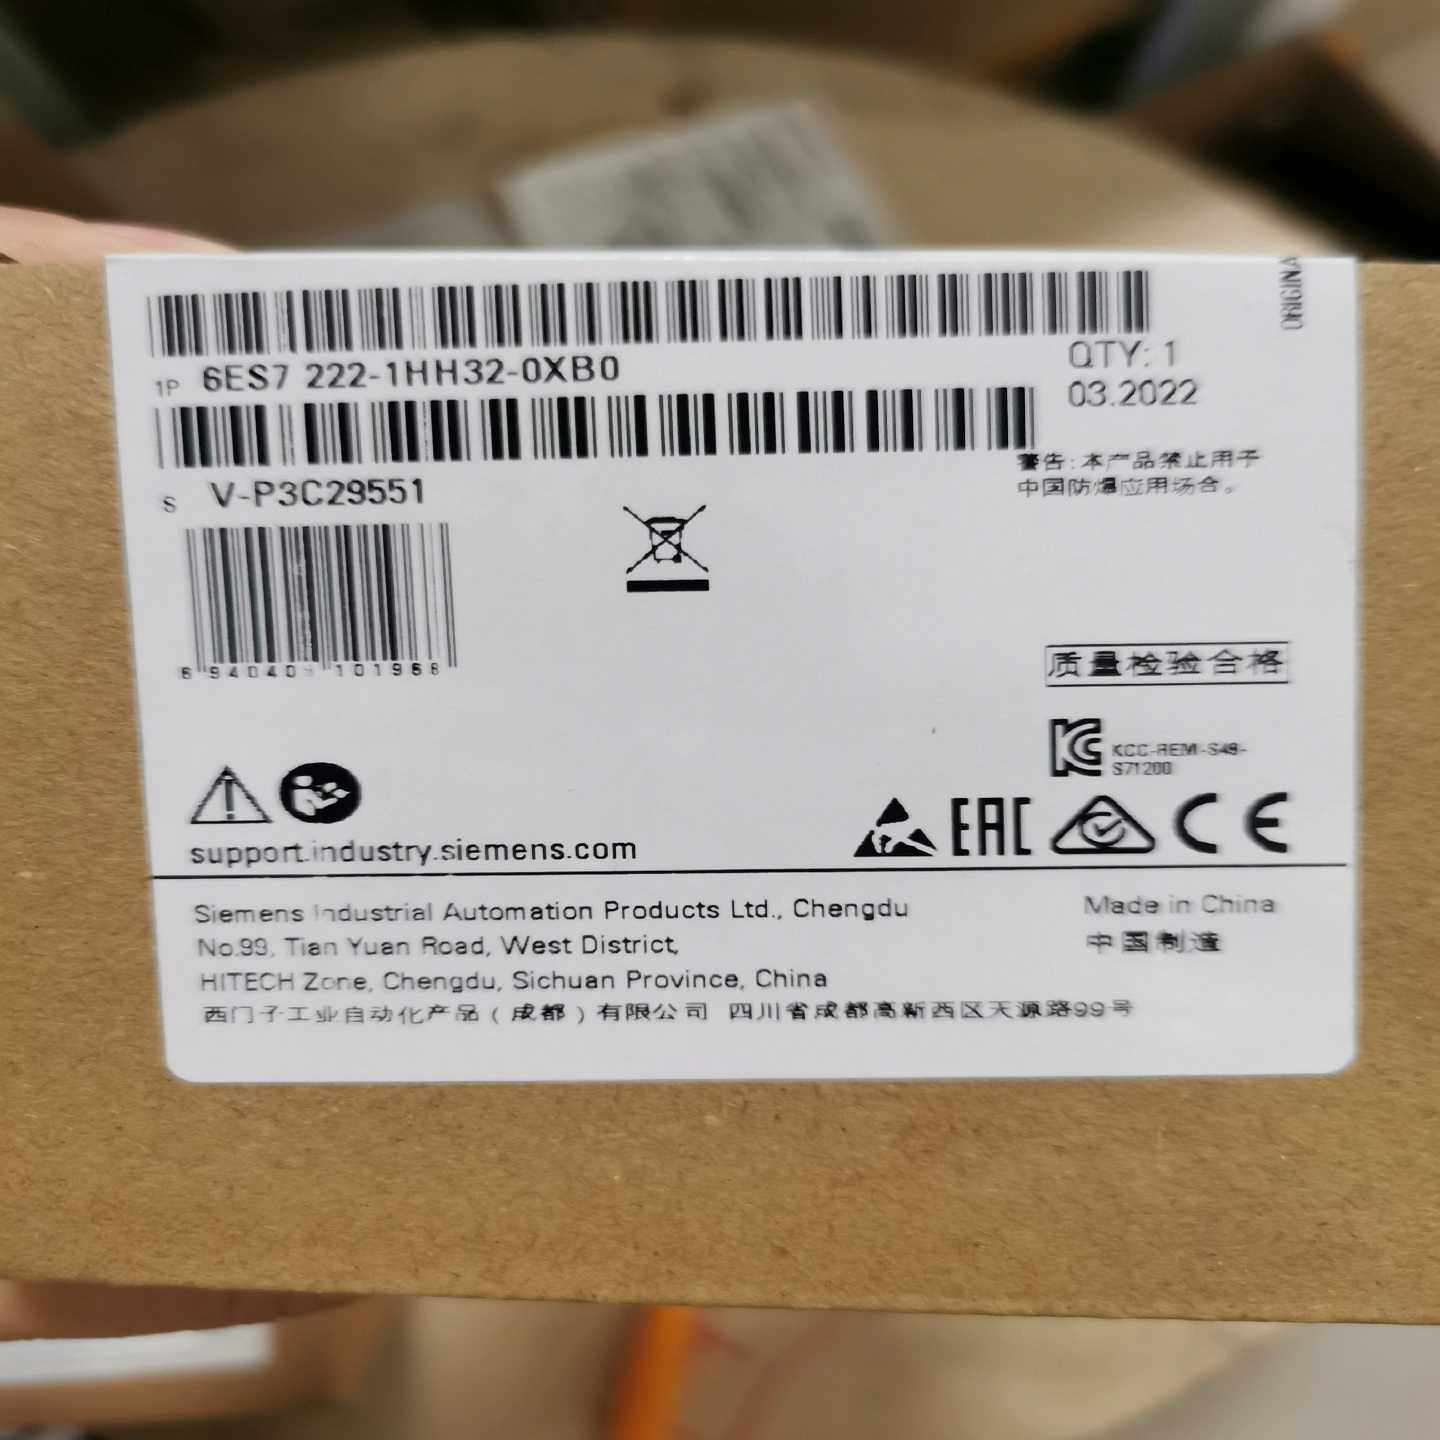 ORIGINA
1P 6ES7 222-1HH32-0XB0
QTY: 1
03.2022
S V-P3C29551
警告:本产品禁止用于
中国防爆应用场合。
质量检验合格
KCC-REM-S49-
S71200
EAC
CE
support.industry.siemens.com
Siemens Industrial Automation Products Ltd., Chengdu
No.99, Tian Yuan Road, West District,
HITECH Zone, Chengdu, Sichuan Province, China
西门子工业自动化产品(成都)有限公司 四川省成都高新西区天源路99号
Made in China
中国制造